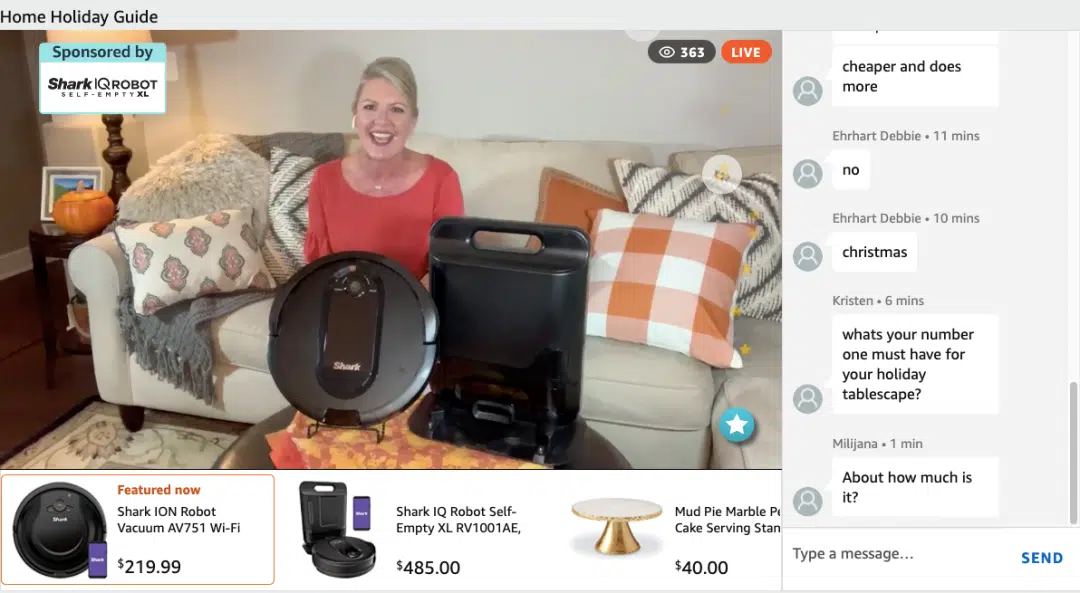 Home Holiday Guide
Sponsored by
Shark IQ ROBOT
SELF-EMPTY XL
363
LIVE
Shark
cheaper and does
more
Ehrhart Debbie • 11 mins
no
Ehrhart Debbie • 10 mins
christmas
Kristen • 6 mins
whats your number
one must have for
your holiday
tablescape?
Milijana • 1 min
About how much is
it?
Type a message...
SEND
Featured now
Shark ION Robot
Vacuum AV751 Wi-Fi
$219.99
Shark IQ Robot Self-
Empty XL RV1001AE,
$485.00
Mud Pie Marble Pe
Cake Serving Stan
$40.00